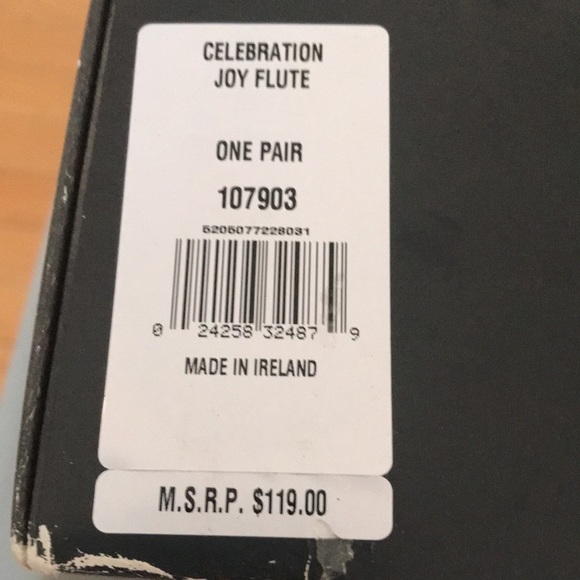 CELEBRATION
JOY FLUTE
ONE PAIR
107903
5205077228031
0 24258 32487 9
MADE IN IRELAND
M.S.R.P. $119.00